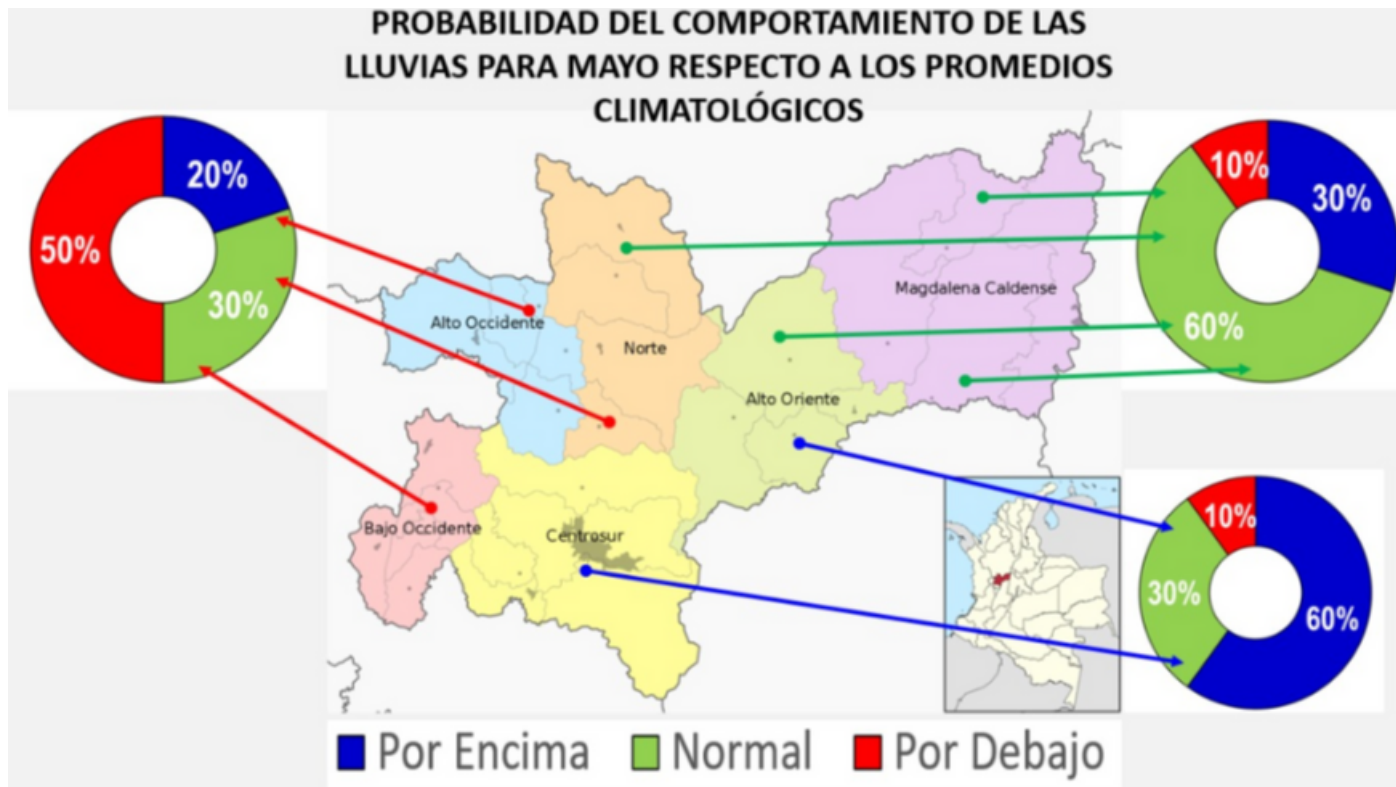 PROBABILIDAD DEL COMPORTAMIENTO DE LAS
LLUVIAS PARA MAYO RESPECTO A LOS PROMEDIOS
CLIMATOLÓGICOS
20%
50%
30%
10%
30%
60%
Magdalena Caldense
Alto Occidente
Norte
Alto Oriente
Bajo Occidente
Centrosur
10%
30%
60%
Por Encima
Normal
Por Debajo